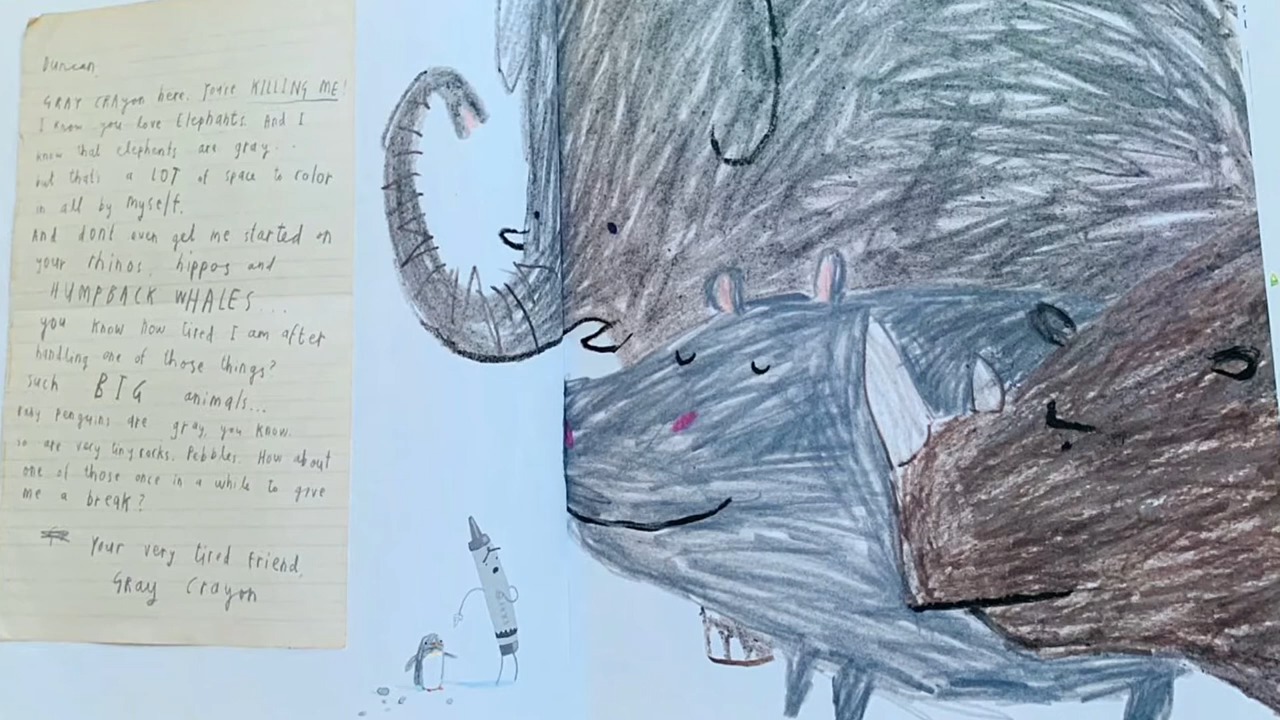 Duncan,
GRAY CRAYON here. You're KILLING ME!
I know you love Elephants. And I
know that elephants are gray..
but thats a LOT of space to color
in all by myself.
And dont even get me started on
your rhinos, hippos and
HUMPBACK WHALES...
you know how tired I am after
handling one of those things?
such BIG animals...
Baby penguins are gray, you know.
so are very tiny rocks. Pebbles. How about
one of those once in a while to give
me a break?
Your very tired friend,
Gray Crayon